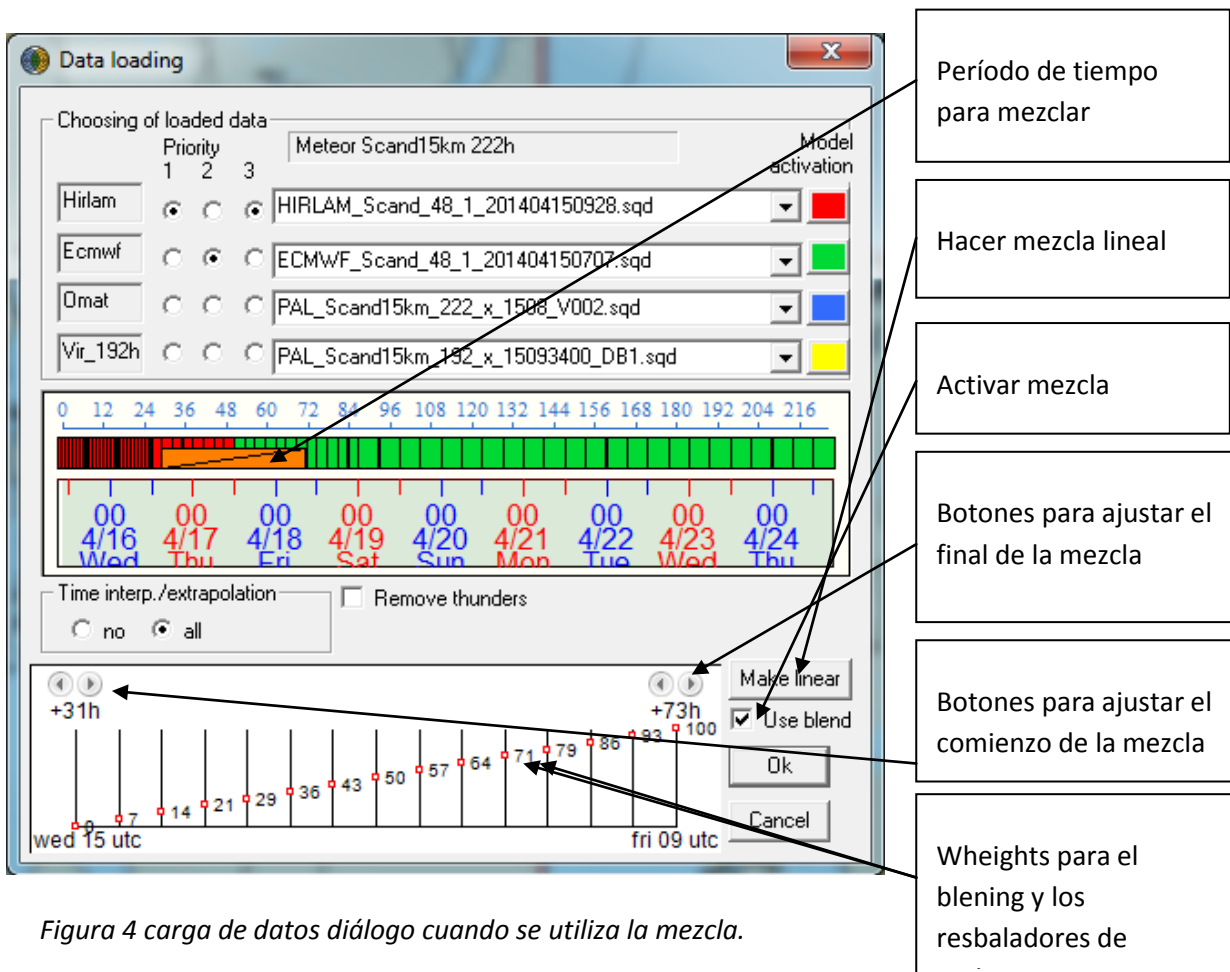 Data loading
Choosing of loaded data
Priority
1 2 3
Meteor Scand15km 222h
Model
activation
Hirlam
HIRLAM_Scand_48_1_201404150928.sqd
Ecmwf
ECMWF_Scand_48_1_201404150707.sqd
Omat
PAL_Scand15km_222_x_1508_V002.sqd
Vir_192h
PAL_Scand15km_192_x_15093400_DB1.sqd
0 12 24 36 48 60 72 84 96 108 120 132 144 156 168 180 192 204 216
00 00 00 00 00 00 00 00 00
4/16 4/17 4/18 4/19 4/20 4/21 4/22 4/23 4/24
Wed Thu Fri Sat Sun Mon Tue Wed Thu
Time interp./extrapolation
no all
Remove thunders
+31h
+73h
0 7 14 21 29 36 43 50 57 64 71 79 86 93 100
wed 15 utc
fri 09 utc
Make linear
Use blend
Ok
Cancel
Período de tiempo
para mezclar
Hacer mezcla lineal
Activar mezcla
Botones para ajustar el
final de la mezcla
Botones para ajustar el
comienzo de la mezcla
Wheights para el
blening y los
resbaladores de
Figura 4 carga de datos diálogo cuando se utiliza la mezcla.